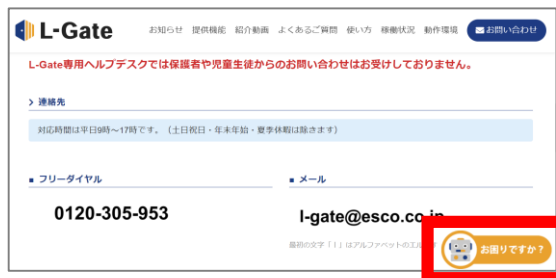 L-Gate
お知らせ 提供機能 紹介動画 よくあるご質問 使い方 稼働状況 動作環境 お問い合わせ
L-Gate専用ヘルプデスクでは保護者や児童生徒からのお問い合わせはお受けしておりません。
連絡先
対応時間は平日9時～17時です。（土日祝日・年末年始・夏季休暇は除きます）
フリーダイヤル
メール
0120-305-953
l-gate@esco.co.jp
最初の文字「l」はアルファベットのエル
お困りですか？